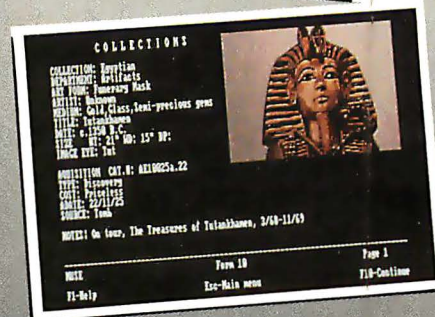 COLLECTIONS
COLLECTION: Egyptian
DEPARTMENT: Artifacts
ART FORM: Funerary Mask
ARTIST: Unknown
MEDIUM: Gold,Glass,Semi-precious gems
Tutankhamen
DATE: c.1350 B.C.
SIZE HT: 21" WD: 15" DP:
IMAGE EYE: Tut
AQUISITION CAT.#: AE10025a.22
TYPE: Discovery
COST: Priceless
ADATE: 22/11/25
SOURCE: Tomb
NOTES: On tour, The Treasures of Tutankhamen, 3/68-11/69
MUSE Form 10 Page 1
F1-Help Esc-Main menu F10-Continue